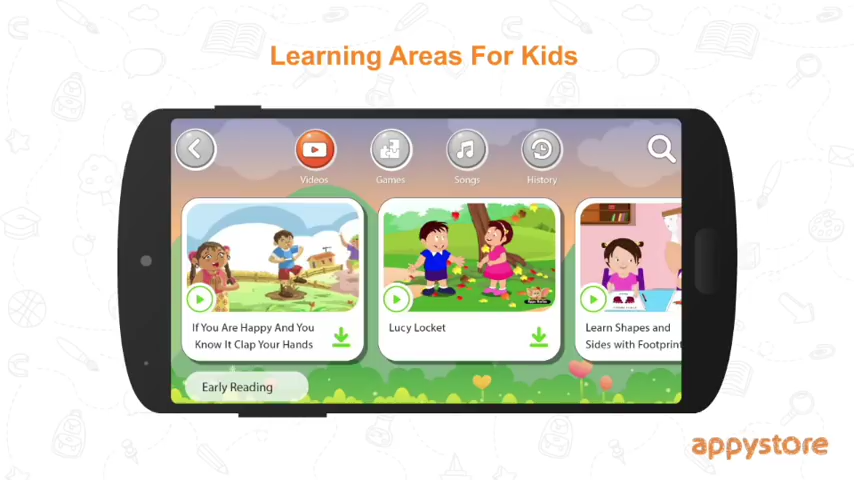 Learning Areas For Kids
Videos
Games
Songs
History
If You Are Happy And You
Know It Clap Your Hands
Lucy Locket
Learn Shapes and
Sides with Footprint
Early Reading
appystore